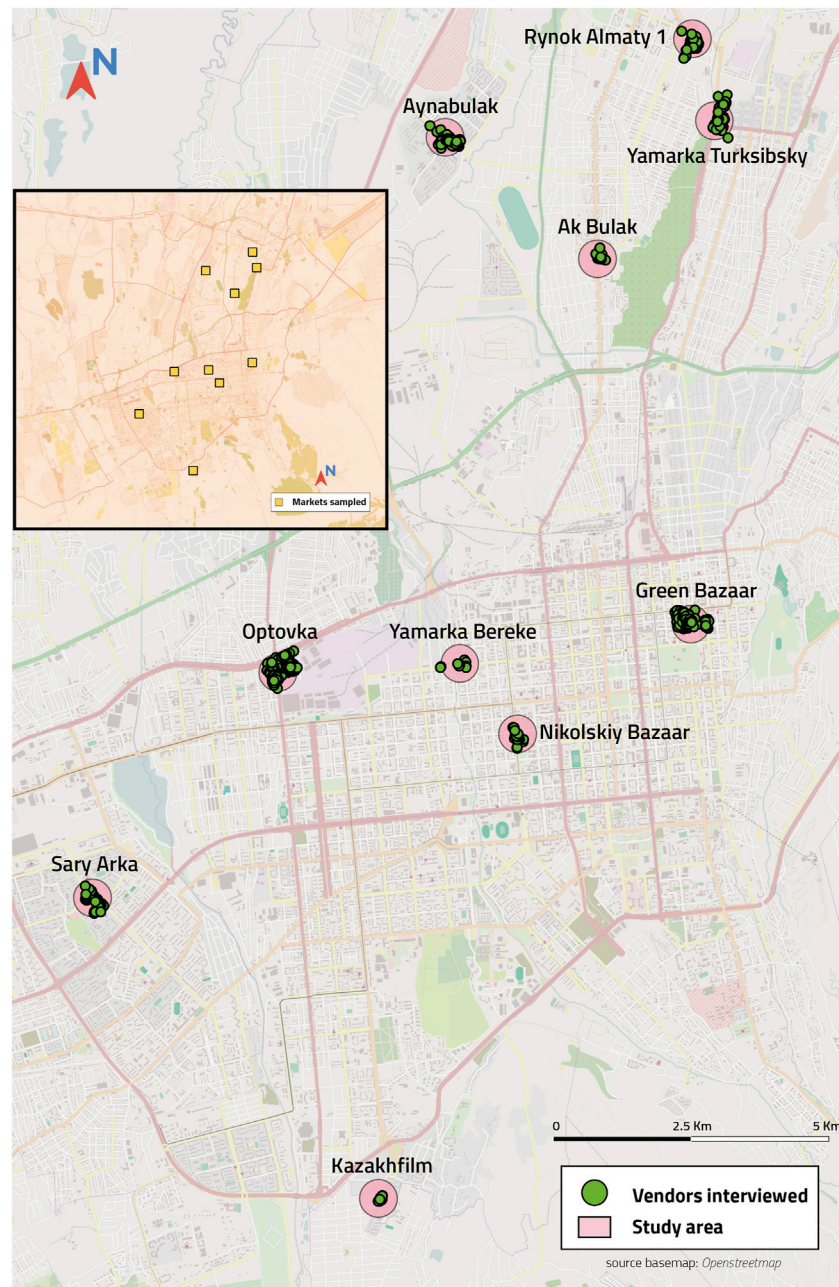 N
Rynok Almaty 1
Aynabulak
Yamarka Turksibsky
Ak Bulak
N
Markets sampled
Green Bazaar
Optovka
Yamarka Bereke
Nikolskiy Bazaar
Sary Arka
0 2.5 Km 5 Km
Kazakhfilm
Vendors interviewed
Study area
source basemap: Openstreetmap